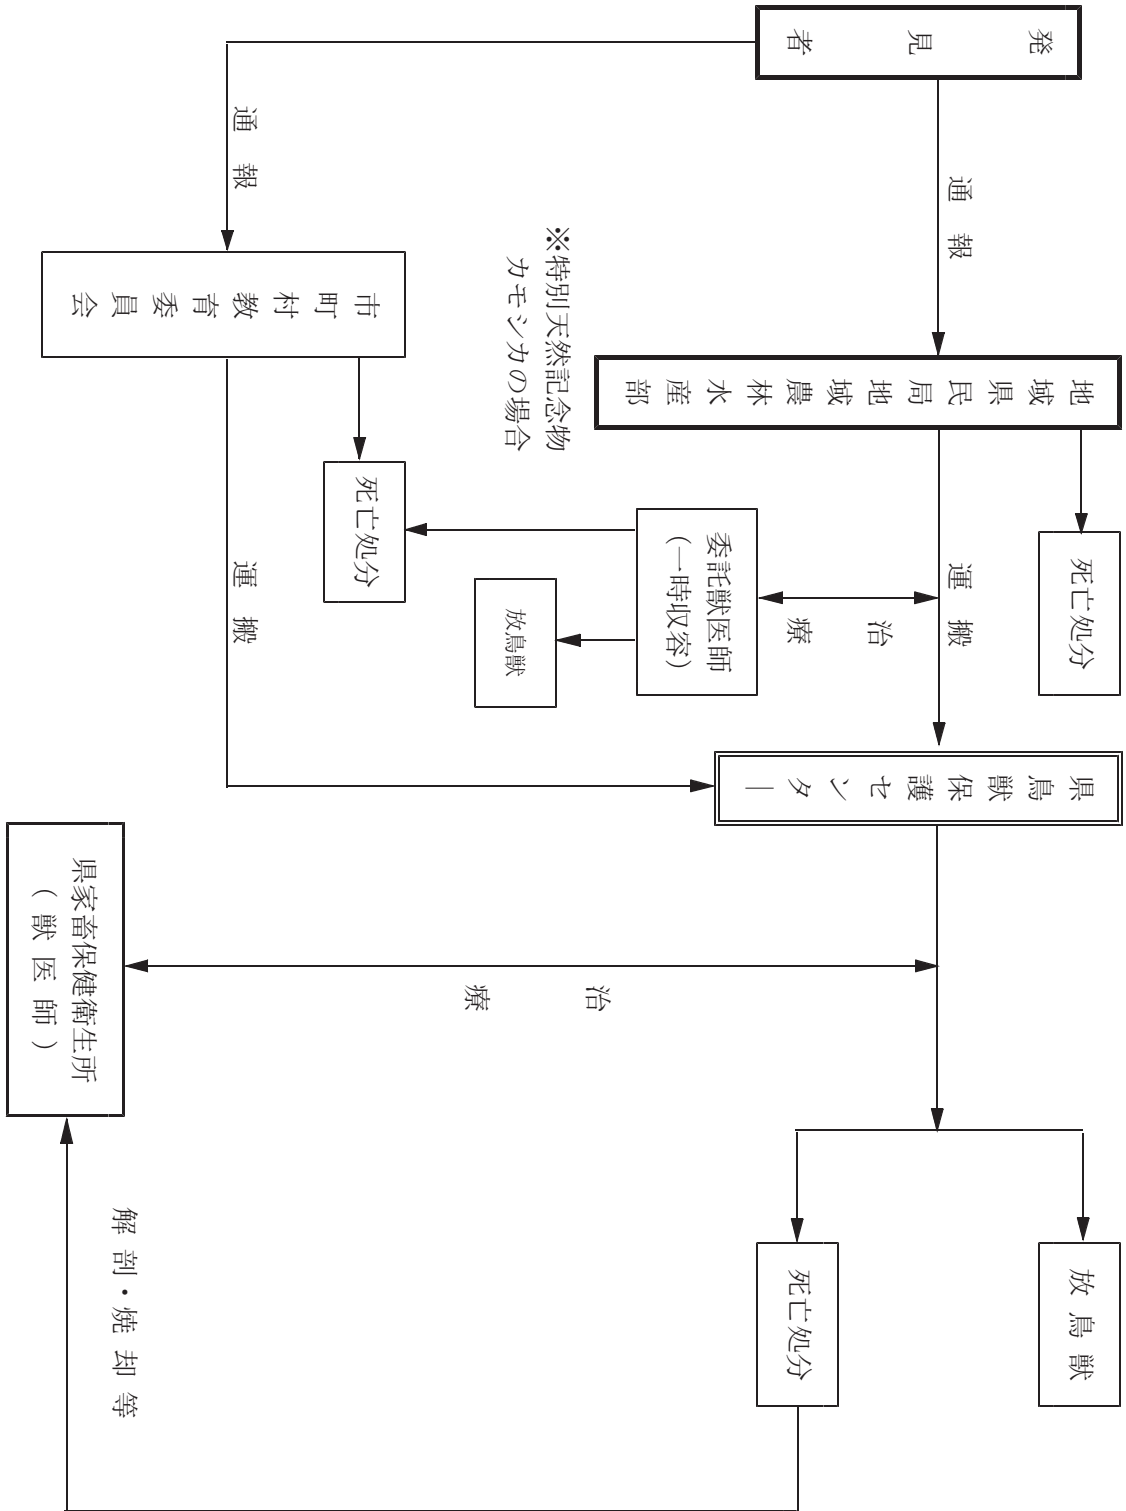 発見者
通報
通報
※特別天然記念物
カモシカの場合
市町村教育委員会
地域県民局地域農林水産部
死亡処分
死亡処分
委託獣医師
(一時収容)
放鳥獣
治療
運搬
運搬
県鳥獣保護センター
県家畜保健衛生所
(獣医師)
治療
放鳥獣
死亡処分
解剖・焼却等